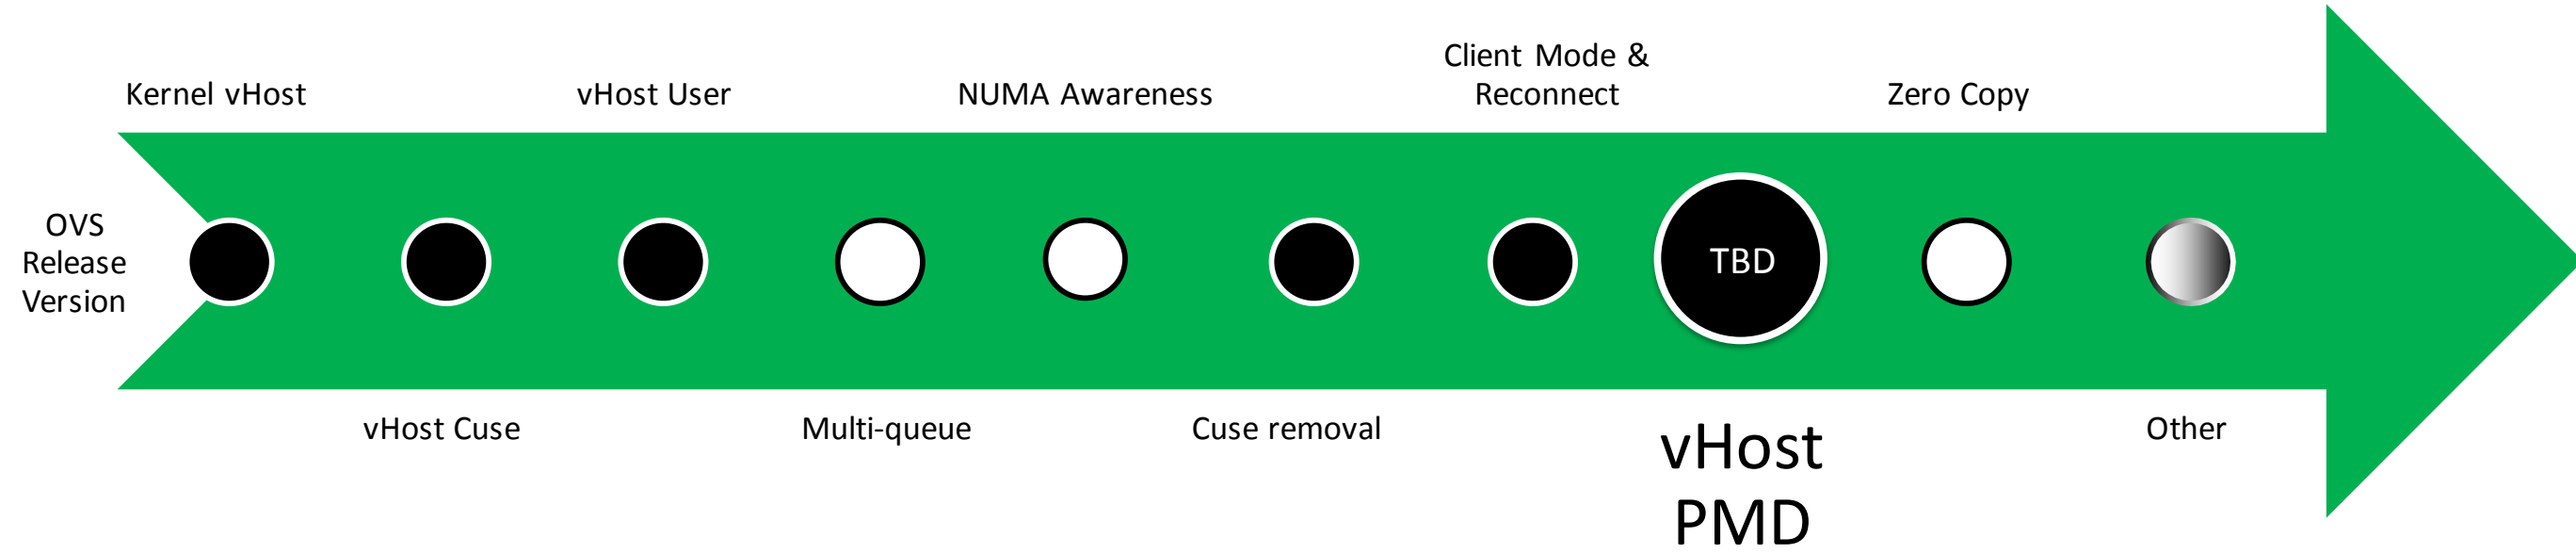 Kernel vHost
vHost User
NUMA Awareness
Client Mode &
Reconnect
Zero Copy
OVS
Release
Version
TBD
vHost Cuse
Multi-queue
Cuse removal
vHost
PMD
Other